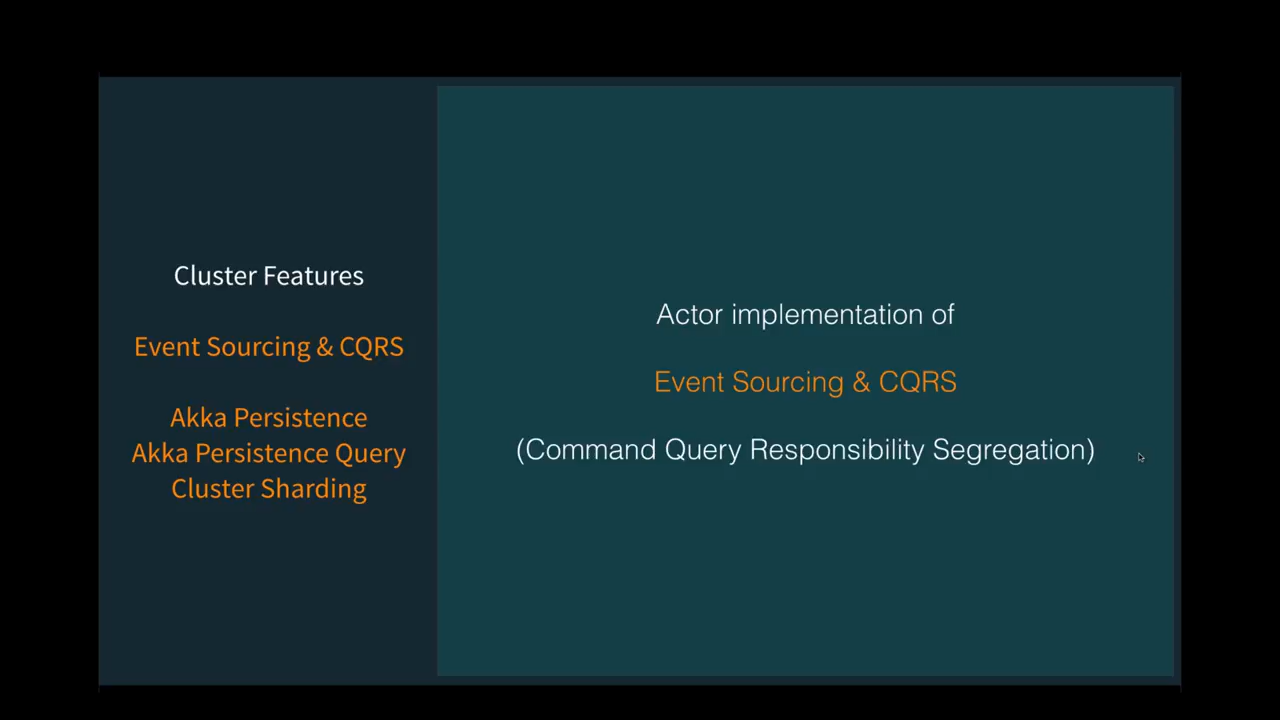 Cluster Features
Event Sourcing & CQRS
Akka Persistence
Akka Persistence Query
Cluster Sharding
Actor implementation of
Event Sourcing & CQRS
(Command Query Responsibility Segregation)